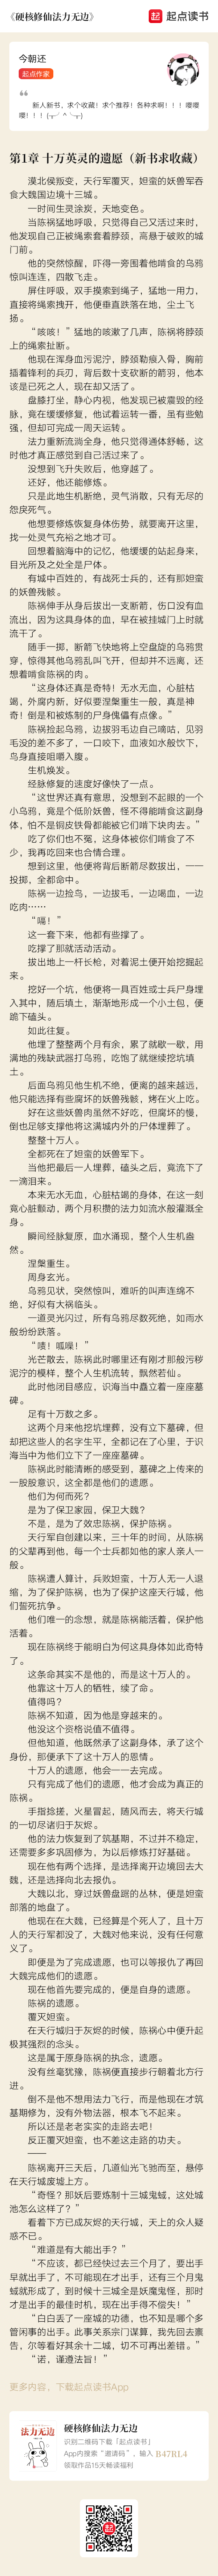 《硬核修仙法力无边》
起 起点读书
今朝还
起点作家
新人新书，求个收藏！求个推荐！各种求啊！！！嘤嘤
嘤！！！(╥╯^╰╥)
第1章 十万英灵的遗愿（新书求收藏）
漠北侯叛变，天行军覆灭，妲蛮的妖兽军吞
食大魏国边境十三城。
一时间生灵涂炭，天地变色。
当陈祸猛地呼吸，只觉得自己又活过来时，
他发现自己正被绳索套着脖颈，高悬于破败的城
门前。
他的突然惊醒，吓得一旁围着他啃食的乌鸦
惊叫连连，四散飞走。
屏住呼吸，双手摸索到绳子，猛地一用力，
直接将绳索拽开，他便垂直跌落在地，尘土飞
扬。
“咳咳！”猛地的咳漱了几声，陈祸将脖颈
上的绳索扯断。
他现在浑身血污泥泞，脖颈勒痕入骨，胸前
插着锋利的兵刃，背后数十支砍断的箭羽，他本
该是已死之人，现在却又活了。
盘膝打坐，静心内视，他发现已被震毁的经
脉，竟在缓缓修复，他试着运转一番，虽有些勉
强，但却可完成一周天运转。
法力重新流淌全身，他只觉得通体舒畅，这
时他才真正感觉到自己活过来了。
没想到飞升失败后，他穿越了。
还好，他还能修炼。
只是此地生机断绝，灵气消散，只有无尽的
怨戾死气。
他想要修炼恢复身体伤势，就要离开这里，
找一处灵气充裕之地才可。
回想着脑海中的记忆，他缓缓的站起身来，
目光所及之处全是尸体。
有城中百姓的，有战死士兵的，还有那妲蛮
的妖兽残骸。
陈祸伸手从身后拔出一支断箭，伤口没有血
流出，因为这具身体的血，早在被挂城门上时就
流干了。
随手一掷，断箭飞快地将上空盘旋的乌鸦贯
穿，惊得其他乌鸦乱叫飞开，但却并不远离，还
想着啃食陈祸的肉。
“这身体还真是奇特！无水无血，心脏枯
竭，外腐内新，好似要涅槃重生一般，真是神
奇！倒是和被炼制的尸身傀儡有点像。”
陈祸捡起乌鸦，边拔羽毛边自己嘀咕，见羽
毛没的差不多了，一口咬下，血液如水般饮下，
鸟身直接咀嚼入腹。
生机焕发。
经脉修复的速度好像快了一点。
“这世界还真有意思，没想到不起眼的一个
小乌鸦，竟是个低阶妖兽，怪不得能啃食这副身
体，怕不是铜皮铁骨都能被它们啃下块肉去。”
吃了你们也不冤，这身体被你们啃食了不
少，我再吃回来也合情合理。
想到这里，他便将背后断箭尽数拔出，一一
投掷，全都命中。
陈祸一边捡鸟，一边拔毛，一边喝血，一边
吃肉……
“嗝！”
这一套下来，他都有些撑了。
吃撑了那就活动活动。
拔出地上一杆长枪，对着泥土便开始挖掘起
来。
挖好一个坑，他便将一具百姓或士兵尸身埋
入其中，随后填土，渐渐地形成一个小土包，便
跪下磕头。
如此往复。
他埋了整整两个月有余，累了就歇一歇，用
满地的残缺武器打乌鸦，吃饱了就继续挖坑填
土。
后面乌鸦见他生机不绝，便离的越来越远，
他只能选择有些腐坏的妖兽残骸，烤在火上吃。
好在这些妖兽肉虽然不好吃，但腐坏的慢，
倒也足够支撑他将这满城内外的尸体埋葬了。
整整十万人。
全都死在了妲蛮的妖兽军下。
当他把最后一人埋葬，磕头之后，竟流下了
一滴泪来。
本来无水无血，心脏枯竭的身体，在这一刻
竟心脏颤动，两个月积攒的法力如流水般灌溉全
身。
瞬间经脉复原，血水涌现，整个人生机盎
然。
涅槃重生。
周身玄光。
乌鸦见状，突然惊叫，难听的叫声连绵不
绝，好似有大祸临头。
一道灵光闪过，所有乌鸦尽数死绝，如雨水
般纷纷跌落。
“啧！呱噪！”
光芒散去，陈祸此时哪里还有刚才那般污秽
泥泞的模样，整个人生机流转，飘然若仙。
此时他闭目感应，识海当中矗立着一座座墓
碑。
足有十万数之多。
这两个月来他挖坑埋葬，没有立下墓碑，但
却把这些人的名字生平，全都记在了心里，于识
海当中为他们立下了一座座墓碑。
陈祸此时能清晰的感受到，墓碑之上传来的
一股股意识，这全都是他们的遗愿。
他们为何而死？
是为了保卫家园，保卫大魏？
不是，是为了效忠陈祸，保护陈祸。
天行军自创建以来，三十年的时间，从陈祸
的父辈再到他，每一个士兵都如他的家人亲人一
般。
陈祸遭人算计，兵败妲蛮，十万人无一人退
缩，为了保护陈祸，也为了保护这座天行城，他
们誓死抗争。
他们唯一的念想，就是陈祸能活着，保护他
活着。
现在陈祸终于能明白为何这具身体如此奇特
了。
这条命其实不是他的，而是这十万人的。
他靠这十万人的牺牲，续了命。
值得吗？
陈祸不知道，因为他是穿越来的。
他没这个资格说值不值得。
但他知道，他既然承了这副身体，承了这个
身份，那便承下了这十万人的恩情。
十万人的遗愿，他会一一去完成。
只有完成了他们的遗愿，他才会成为真正的
陈祸。
手指捻搓，火星冒起，随风而去，将天行城
的一切尽诸归于灰烬。
他的法力恢复到了筑基期，不过并不稳定，
还需要多多巩固修为，为以后修炼打好基础。
现在他有两个选择，是选择离开边境回去大
魏，还是选择向北去报仇。
大魏以北，穿过妖兽盘踞的丛林，便是妲蛮
部落的地盘了。
他现在在大魏，已经算是个死人了，且十万
人的天行军都没了，大魏对他来说，没有任何意
义了。
即便是为了完成遗愿，也可以等报仇了再回
大魏完成他们的遗愿。
现在他首先要完成的，便是自身的遗愿。
陈祸的遗愿。
覆灭妲蛮。
在天行城归于灰烬的时候，陈祸心中便升起
极其强烈的念头。
这是属于原身陈祸的执念，遗愿。
没有丝毫犹豫，陈祸便直接步行朝着北方行
进。
倒不是他不想用法力飞行，而是他现在才筑
基期修为，没有外物法器，根本飞不起来。
所以还是老老实实的走路去吧！
反正覆灭妲蛮，也不差这走路的功夫。
——
陈祸离开三天后，几道仙光飞驰而至，悬停
在天行城废墟上方。
“奇怪？那妖后要炼制十三城鬼蜮，这处城
池怎么这样了？”
看着下方已成灰烬的天行城，天上的众人疑
惑不已。
“难道是有大能出手？”
“不应该，都已经快过去三个月了，要出手
早就出手了，不可能现在才出手，还有三个月鬼
蜮就形成了，到时候十三城全是妖魔鬼怪，那时
才是出手的最佳时机，现在出手得不偿失！”
“白白丢了一座城的功德，也不知是哪个多
管闲事的出手。此事关系宗门谋算，我先回去禀
告，尔等看好其余十二城，切不可再出差错。”
“诺，谨遵法旨！”
更多内容，下载起点读书App
法力无边
硬核修仙法力无边
识别二维码下载「起点读书」
App内搜索“邀请码”，输入 B47RL4
领取作品15天畅读福利